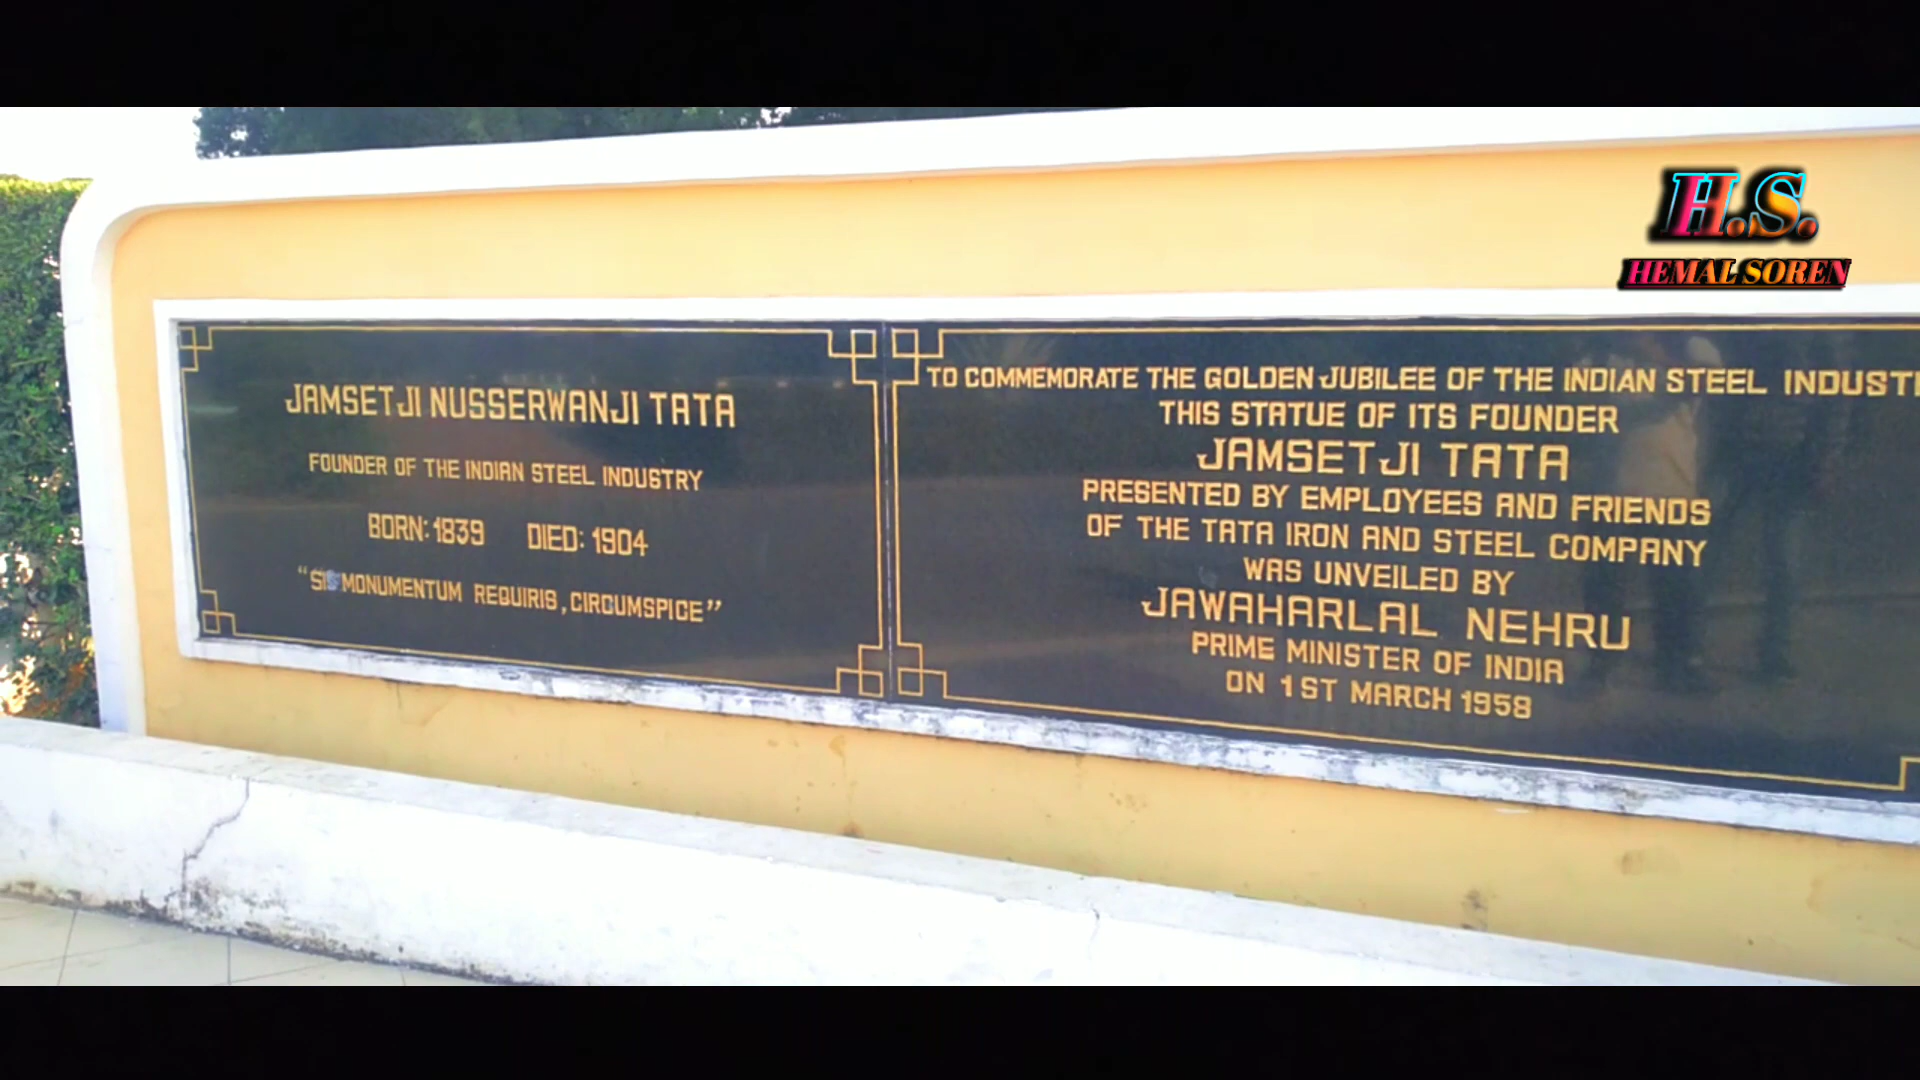 H.S.
HEMAL SOREN
JAMSETJI NUSSERWANJI TATA
FOUNDER OF THE INDIAN STEEL INDUSTRY
BORN: 1839 DIED: 1904
"SI MONUMENTUM REQUIRIS, CIRCUMSPICE"
TO COMMEMORATE THE GOLDEN JUBILEE OF THE INDIAN STEEL INDUST
THIS STATUE OF ITS FOUNDER
JAMSETJI TATA
PRESENTED BY EMPLOYEES AND FRIENDS
OF THE TATA IRON AND STEEL COMPANY
WAS UNVEILED BY
JAWAHARLAL NEHRU
PRIME MINISTER OF INDIA
ON 1ST MARCH 1958